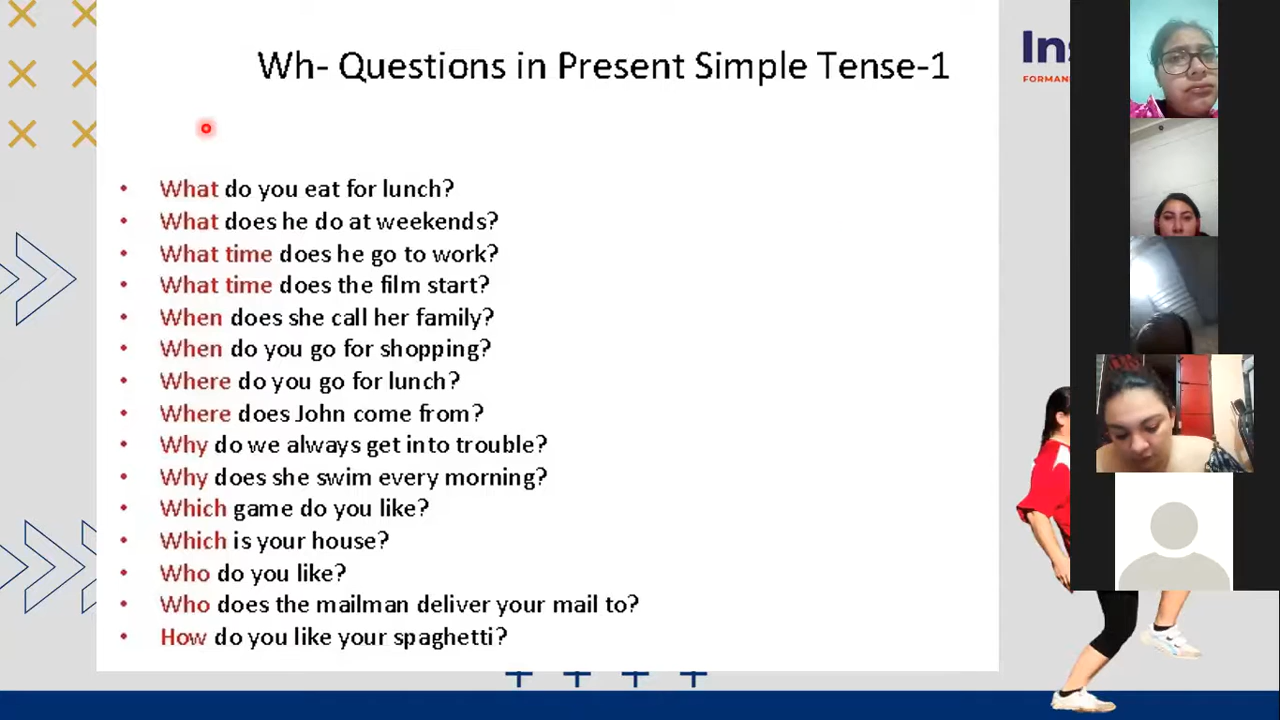 Wh- Questions in Present Simple Tense-1
What do you eat for lunch?
What does he do at weekends?
What time does he go to work?
What time does the film start?
When does she call her family?
When do you go for shopping?
Where do you go for lunch?
Where does John come from?
Why do we always get into trouble?
Why does she swim every morning?
Which game do you like?
Which is your house?
Who do you like?
Who does the mailman deliver your mail to?
How do you like your spaghetti?